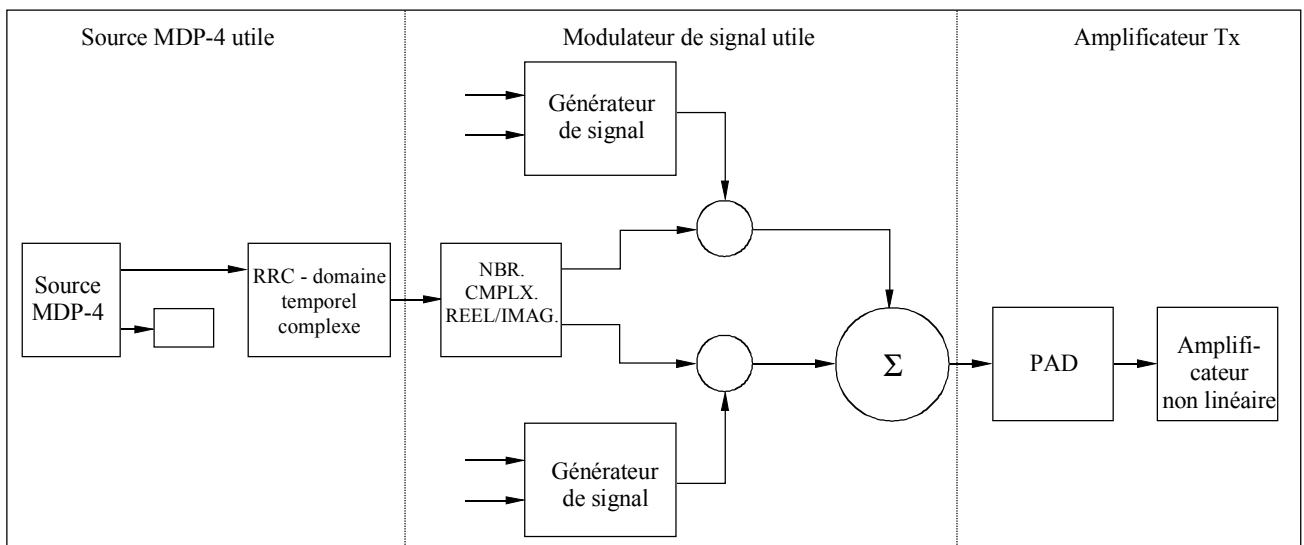 Source MDP-4 utile
Modulateur de signal utile
Amplificateur Tx
Générateur
de signal
Source
MDP-4
RRC - domaine
temporel
complexe
NBR.
CMPLX.
REEL/IMAG.
Σ
PAD
Amplifi-
cateur
non linéaire
Générateur
de signal